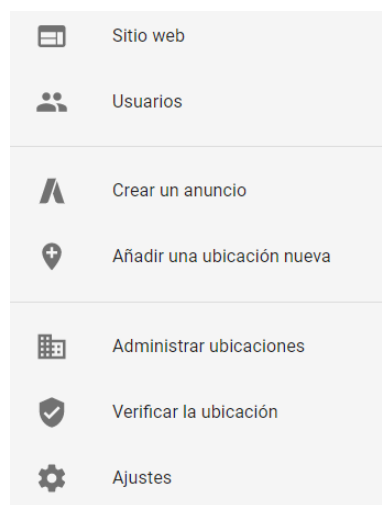 Sitio web
Usuarios
Crear un anuncio
Añadir una ubicación nueva
Administrar ubicaciones
Verificar la ubicación
Ajustes